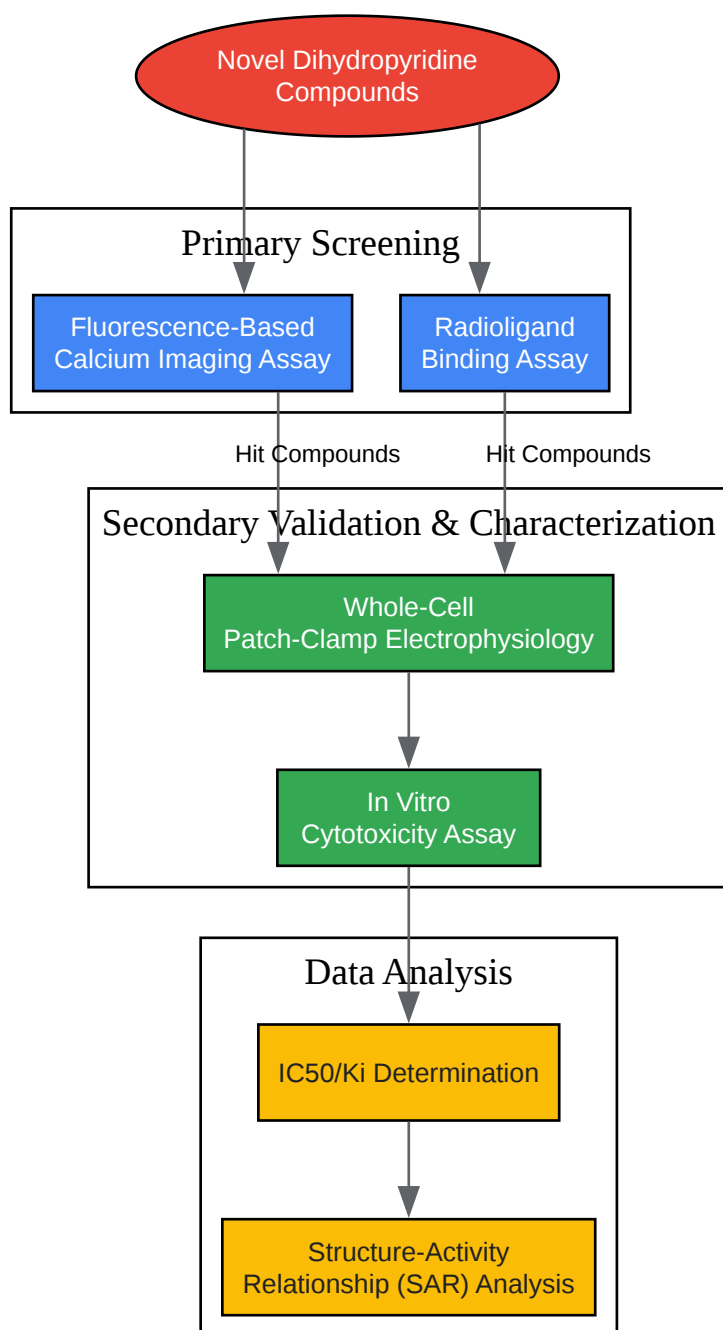 Novel Dihydropyridine
Compounds
Primary Screening
Fluorescence-Based
Calcium Imaging Assay
Radioligand
Binding Assay
Hit Compounds
Hit Compounds
Secondary Validation & Characterization
Whole-Cell
Patch-Clamp Electrophysiology
In Vitro
Cytotoxicity Assay
Data Analysis
IC50/Ki Determination
Structure-Activity
Relationship (SAR) Analysis